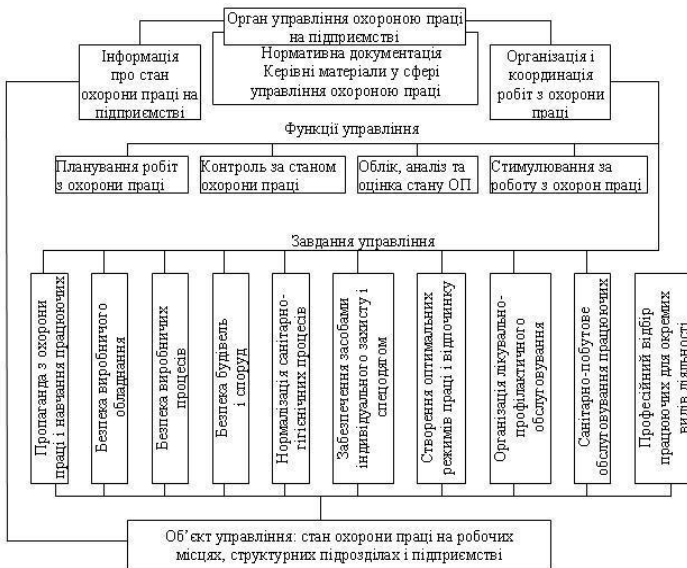 Орган управління охороною праці
на підприємстві
Нормативна документація
Керівні матеріали у сфері
управління охороною праці
Інформація
про стан
охорони праці на
підприємстві
Організація і
координація
робіт з охорони
праці
Функції управління
Планування робіт
з охорони праці
Контроль за станом
охорони праці
Облік, аналіз та
оцінка стану ОП
Стимулювання за
роботу з охорон праці
Завдання управління
Пропаганда з охорони
праці і навчання працюючих
Безпека виробничого
обладнання
Безпека виробничих
процесів
Безпека будівель
і споруд
Нормалізація санітарно-
гігієнічних процесів
Забезпечення засобами
індивідуального захисту і
спецодягом
Створення оптимальних
режимів праці і відпочинку
Організація лікувально-
профілактичного
обслуговування
Санітарно-побутове
обслуговування працюючих
Професійний відбір
працюючих для окремих
видів діяльності
Об’єкт управління: стан охорони праці на робочих
місцях, структурних підрозділах і підприємстві